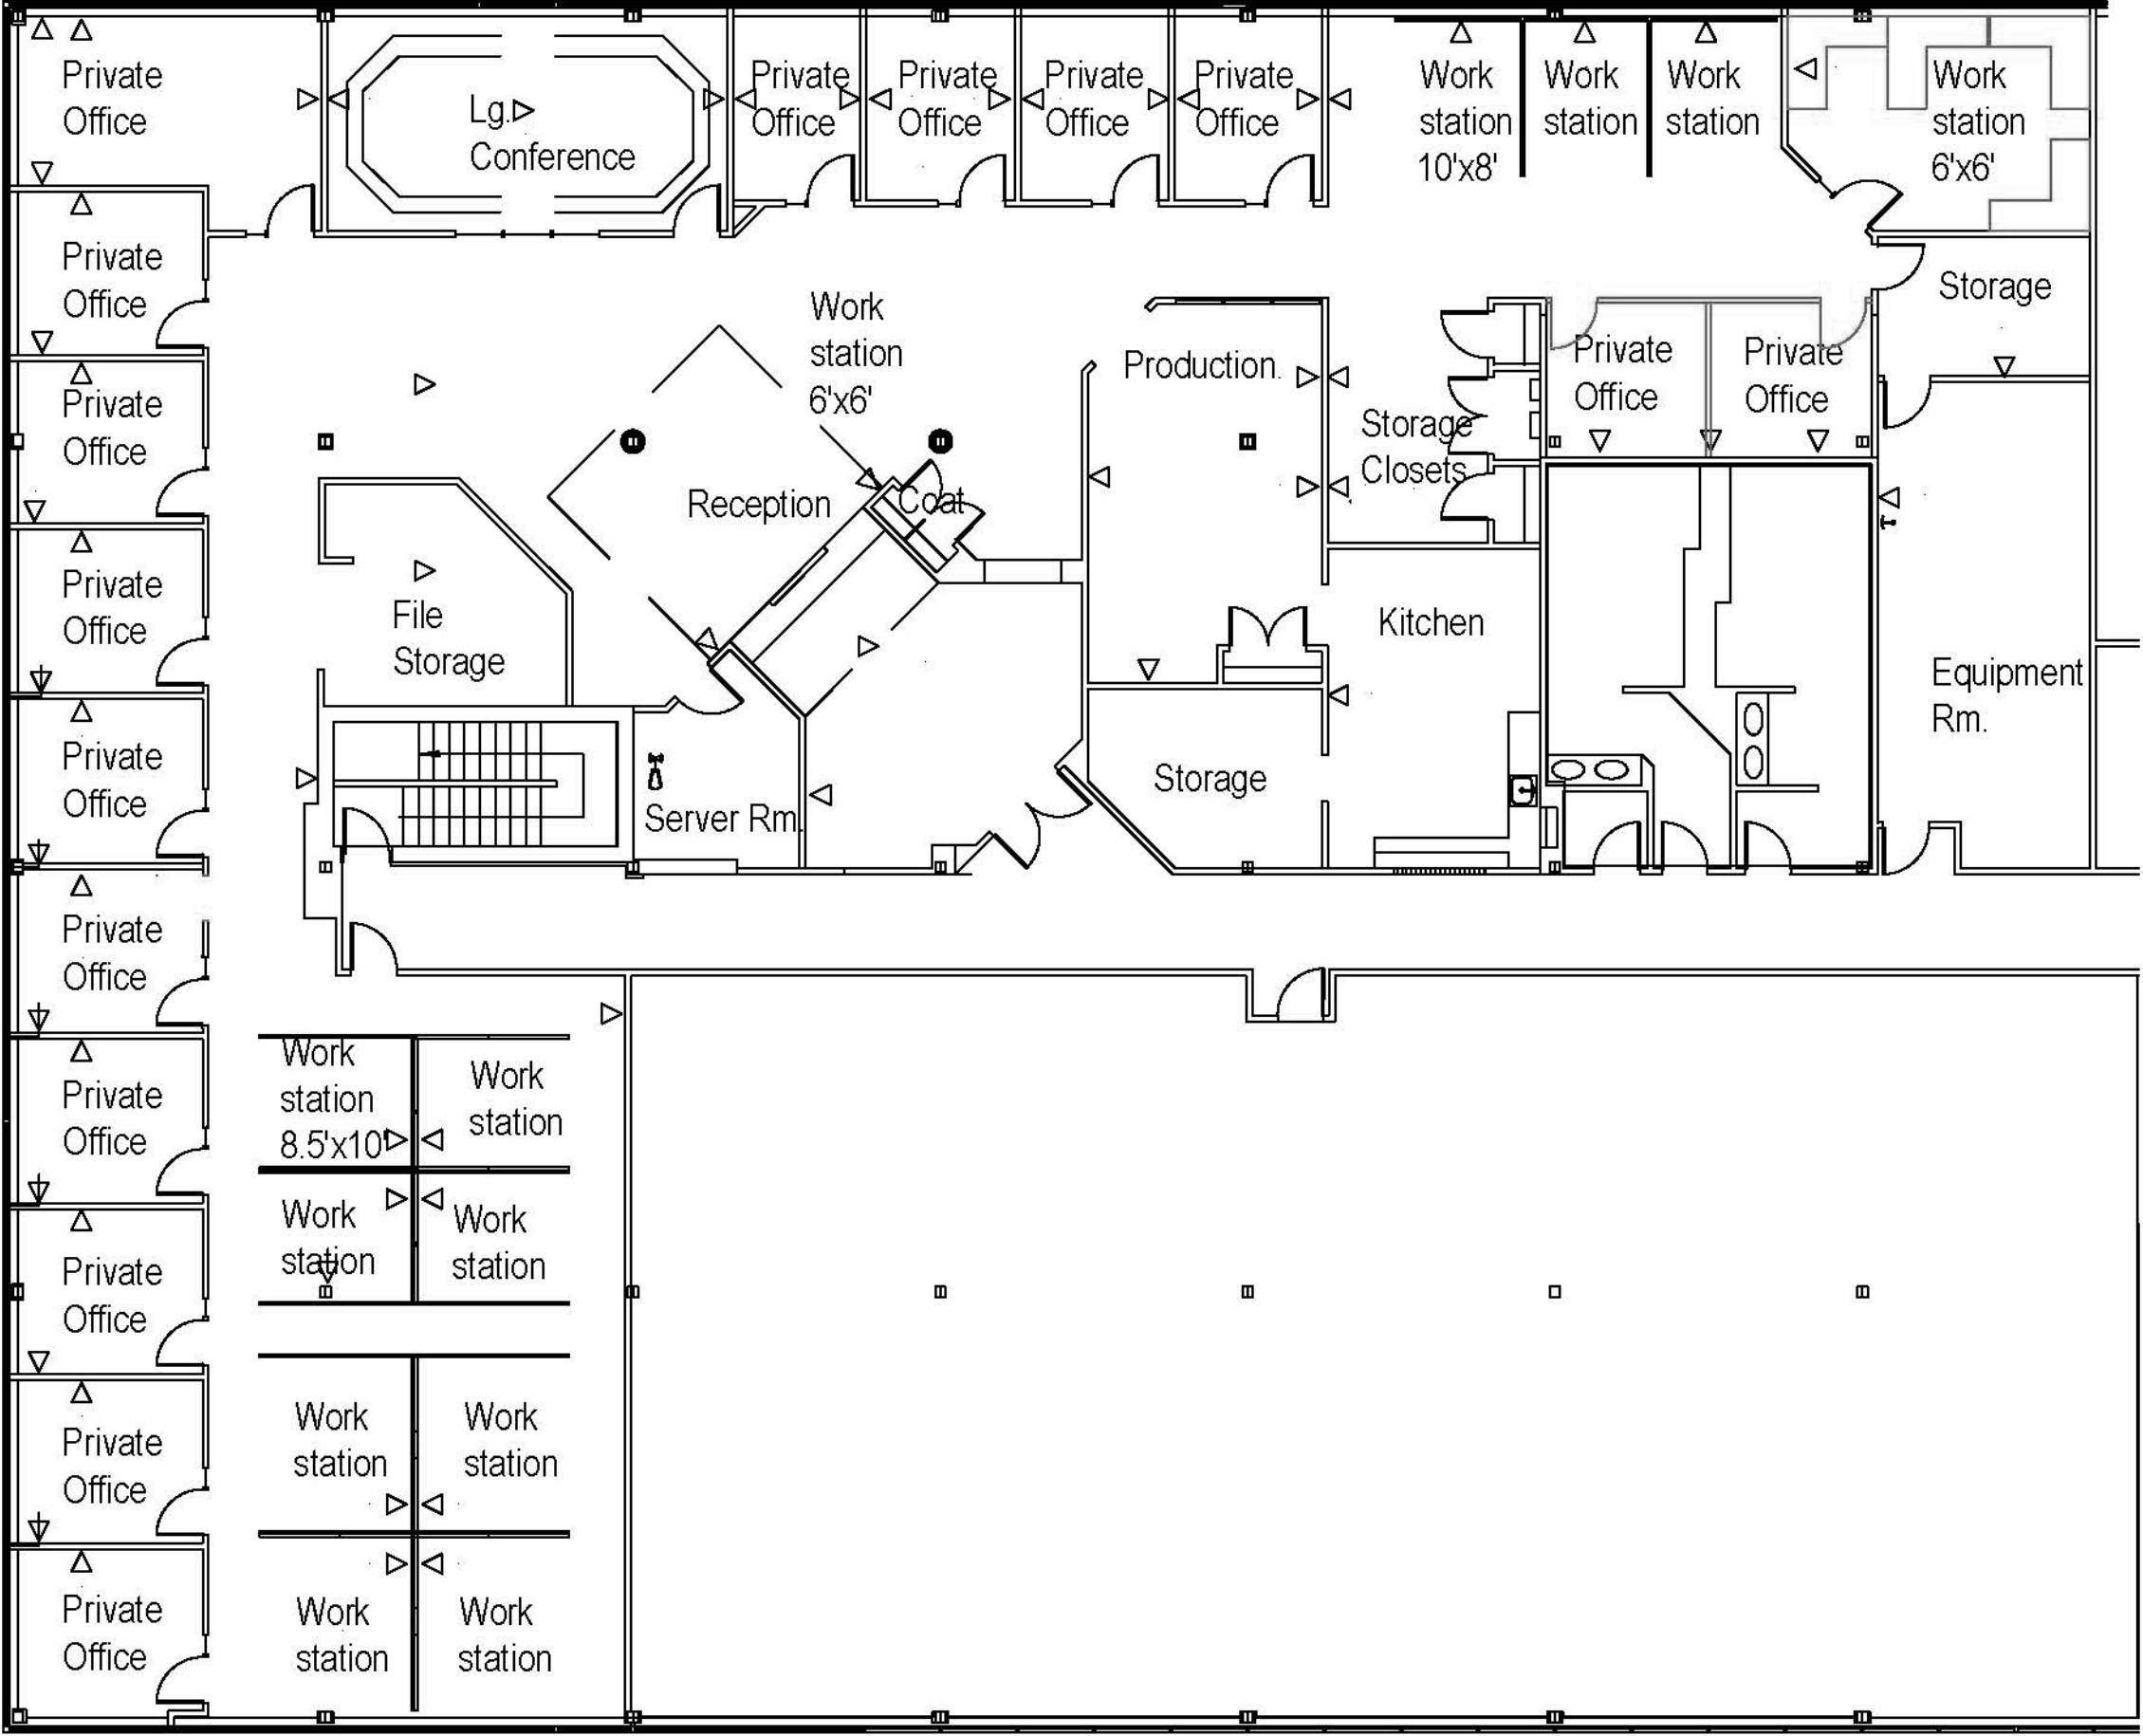 Private
Office
Lg.
Conference
Private
Office
Private
Office
Private
Office
Private
Office
Work
station
10'x8'
Work
station
Work
station
Work
station
6'x6'
Private
Office
Work
station
6'x6'
Storage
Production.
Private
Office
Private
Office
Private
Office
Storage
Closets
Reception
Coat
Private
Office
File
Storage
Kitchen
Equipment
Rm.
Private
Office
Server Rm.
Storage
Private
Office
Private
Office
Work
station
8.5'x10'
Work
station
Work
station
Work
station
Private
Office
Private
Office
Work
station
Work
station
Private
Office
Work
station
Work
station